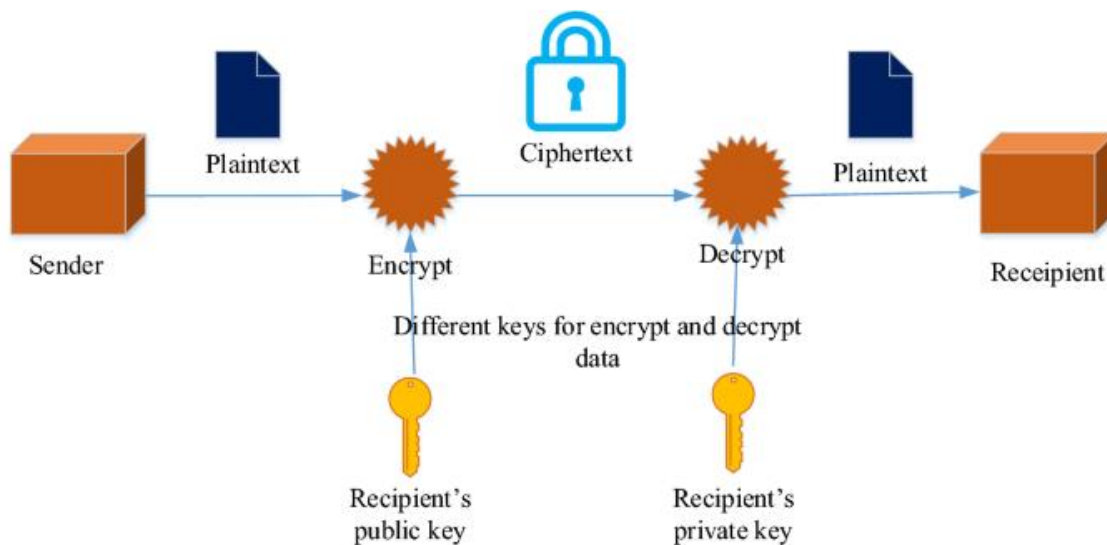 Plaintext
Ciphertext
Plaintext
Sender
Encrypt
Decrypt
Receipient
Different keys for encrypt and decrypt
data
Recipient's
public key
Recipient's
private key